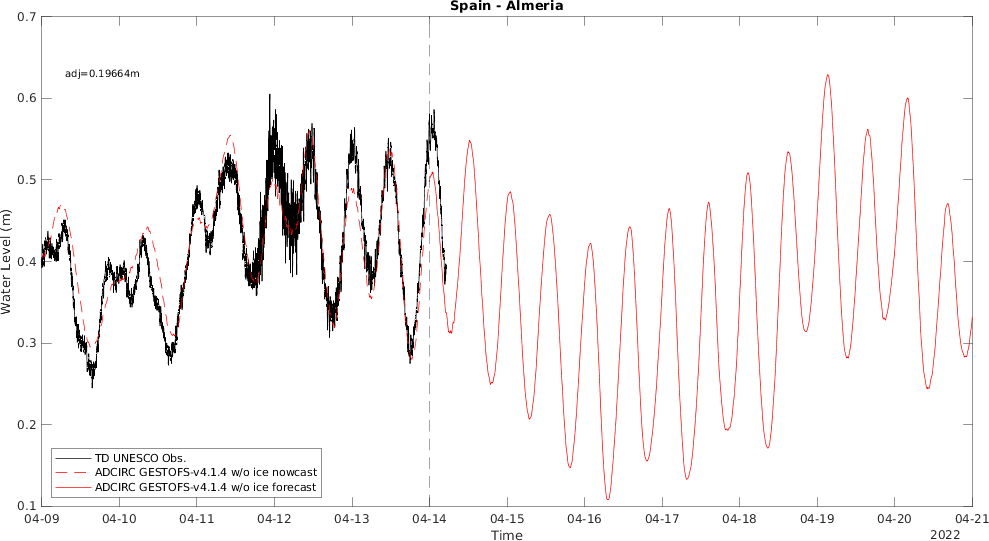 Spain - Almeria
0.7
adj=0.19664m
0.6
0.5
0.4
Water Level (m)
0.3
0.2
TD UNESCO Obs.
ADCIRC GESTOFS-v4.1.4 w/o ice nowcast
ADCIRC GESTOFS-v4.1.4 w/o ice forecast
0.1
04-09 04-10 04-11 04-12 04-13 04-14 04-15 04-16 04-17 04-18 04-19 04-20 04-21
Time
2022